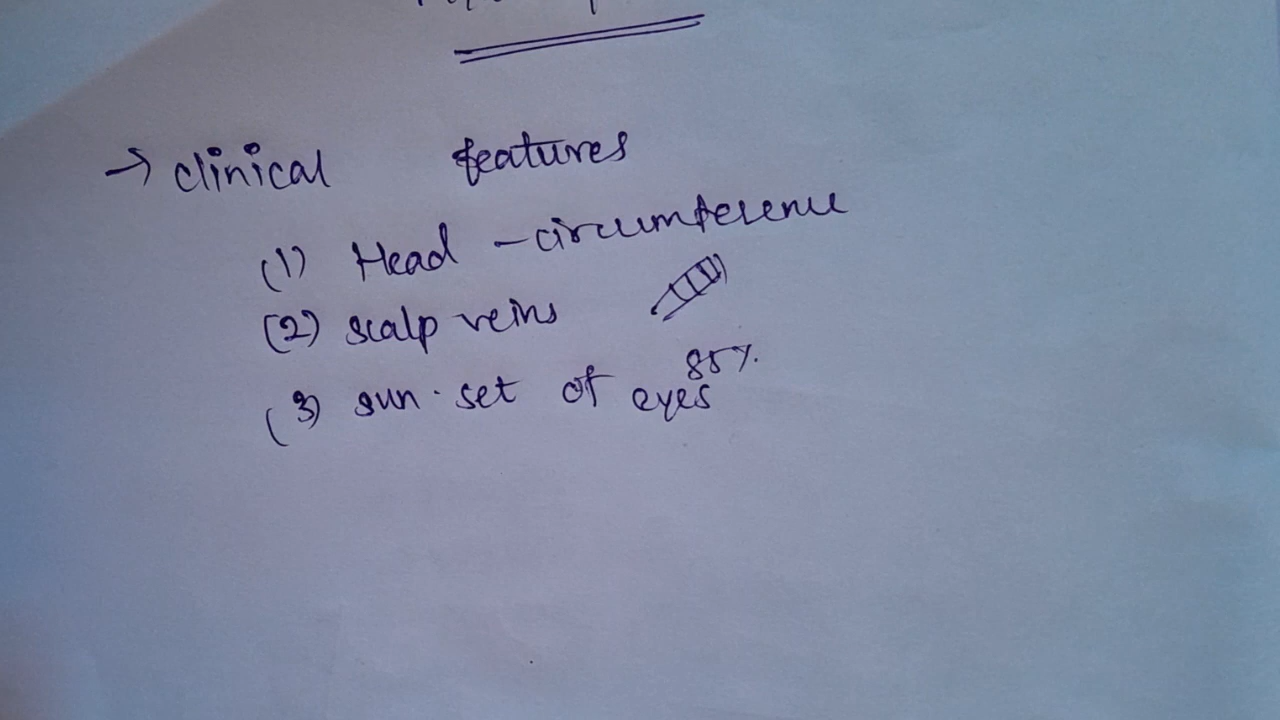 → clinical features
(1) Head - circumference
(2) scalp veins
85%.
(3) sun-set of eyes